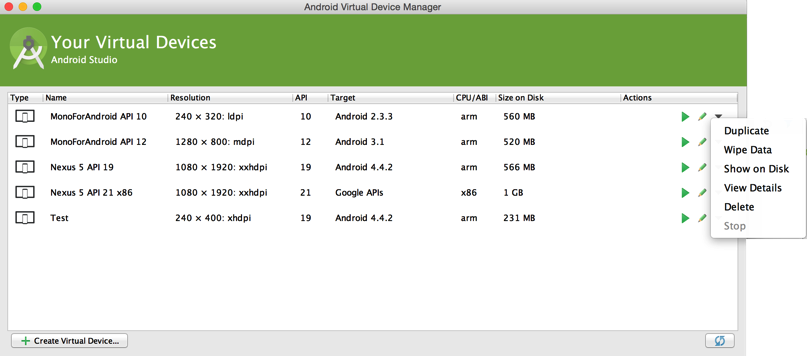 Android Virtual Device Manager
Your Virtual Devices
Android Studio
Type Name Resolution API Target CPU/ABI Size on Disk Actions
MonoForAndroid API 10 240 × 320: ldpi 10 Android 2.3.3 arm 560 MB
MonoForAndroid API 12 1280 × 800: mdpi 12 Android 3.1 arm 520 MB
Nexus 5 API 19 1080 × 1920: xxhdpi 19 Android 4.4.2 arm 566 MB
Nexus 5 API 21 x86 1080 × 1920: xxhdpi 21 Google APIs x86 1 GB
Test 240 × 400: xhdpi 19 Android 4.4.2 arm 231 MB
Duplicate
Wipe Data
Show on Disk
View Details
Delete
Stop
Create Virtual Device...